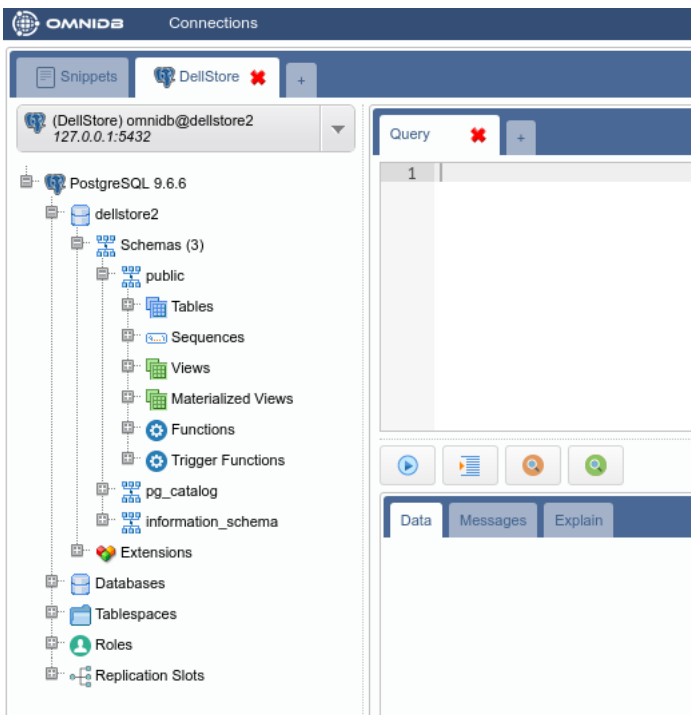 OMNIDB Connections
Snippets DellStore +
(DellStore) omnidb@dellstore2
127.0.0.1:5432
Query +
1
PostgreSQL 9.6.6
dellstore2
Schemas (3)
public
Tables
Sequences
Views
Materialized Views
Functions
Trigger Functions
pg_catalog
information_schema
Extensions
Databases
Tablespaces
Roles
Replication Slots
Data Messages Explain